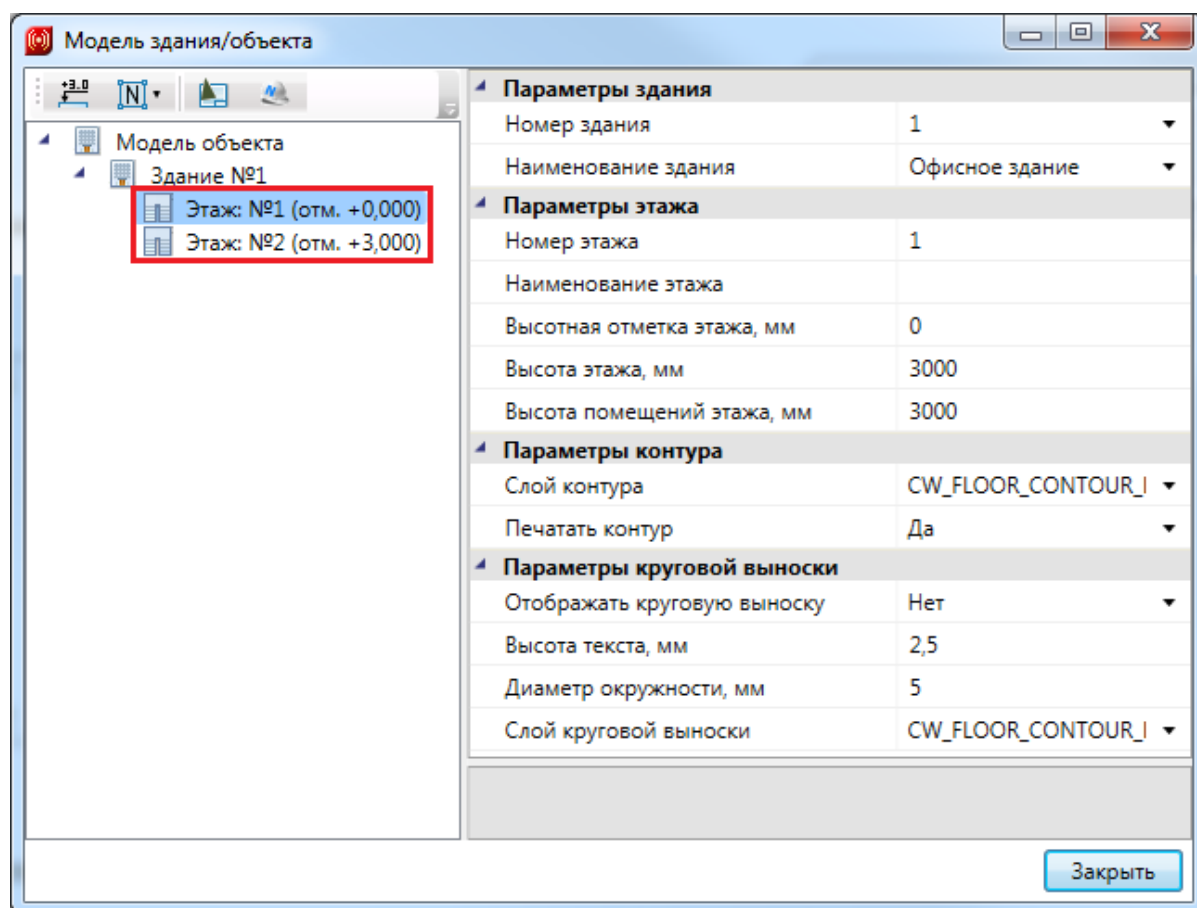 Модель здания/объекта
+3.0
N
Модель объекта
Здание №1
Этаж: №1 (отм. +0,000)
Этаж: №2 (отм. +3,000)
Параметры здания
Номер здания 1
Наименование здания Офисное здание
Параметры этажа
Номер этажа 1
Наименование этажа
Высотная отметка этажа, мм 0
Высота этажа, мм 3000
Высота помещений этажа, мм 3000
Параметры контура
Слой контура CW_FLOOR_CONTOUR_
Печатать контур Да
Параметры круговой выноски
Отображать круговую выноску Нет
Высота текста, мм 2,5
Диаметр окружности, мм 5
Слой круговой выноски CW_FLOOR_CONTOUR_
Закрыть